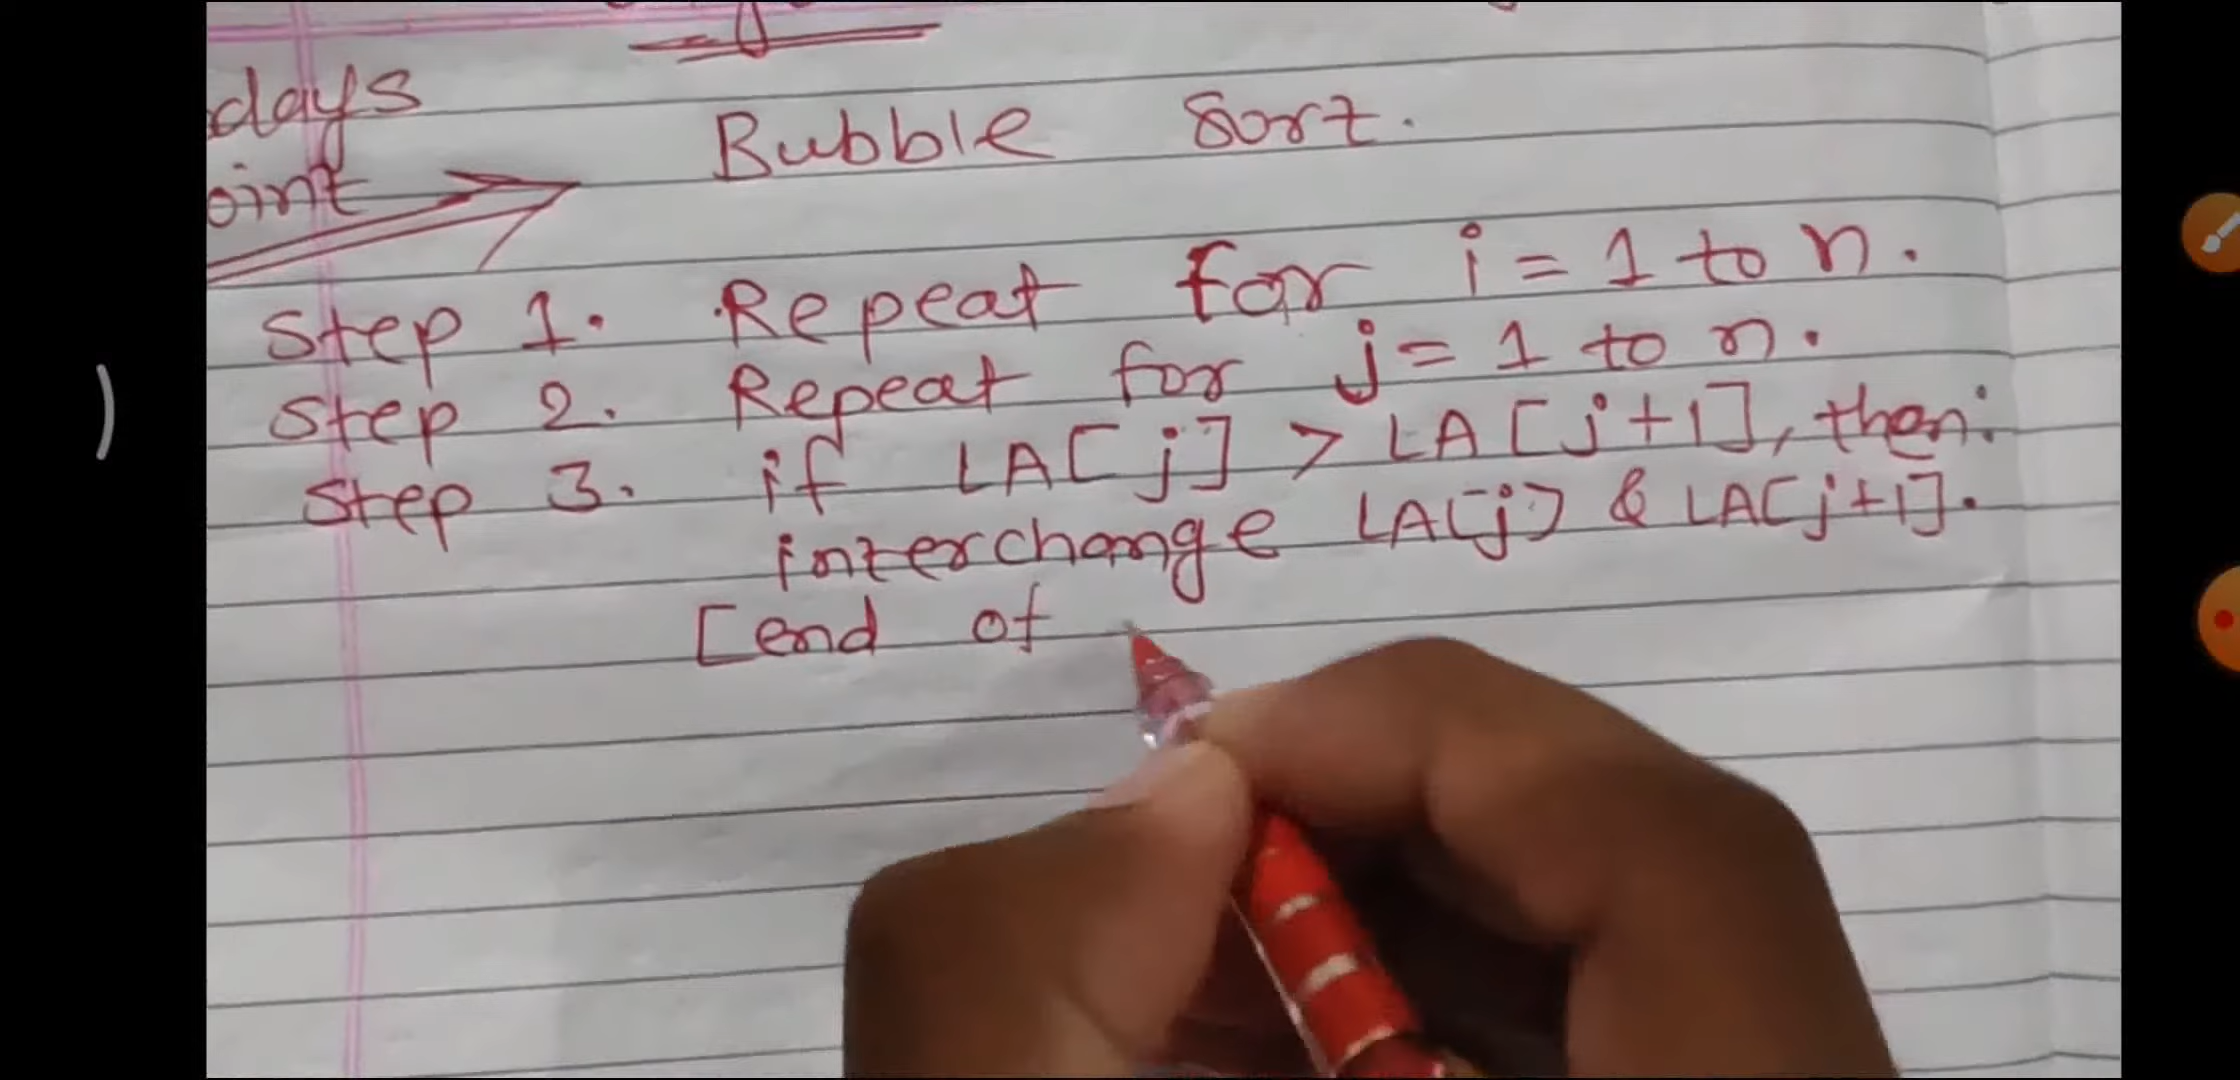 days
oint
Bubble Sort.
Step 1. Repeat for i = 1 to n.
Step 2. Repeat for j = 1 to n.
Step 3. if LA[j] > LA[j+1], then:
interchange LA[j] & LA[j+1].
[end of